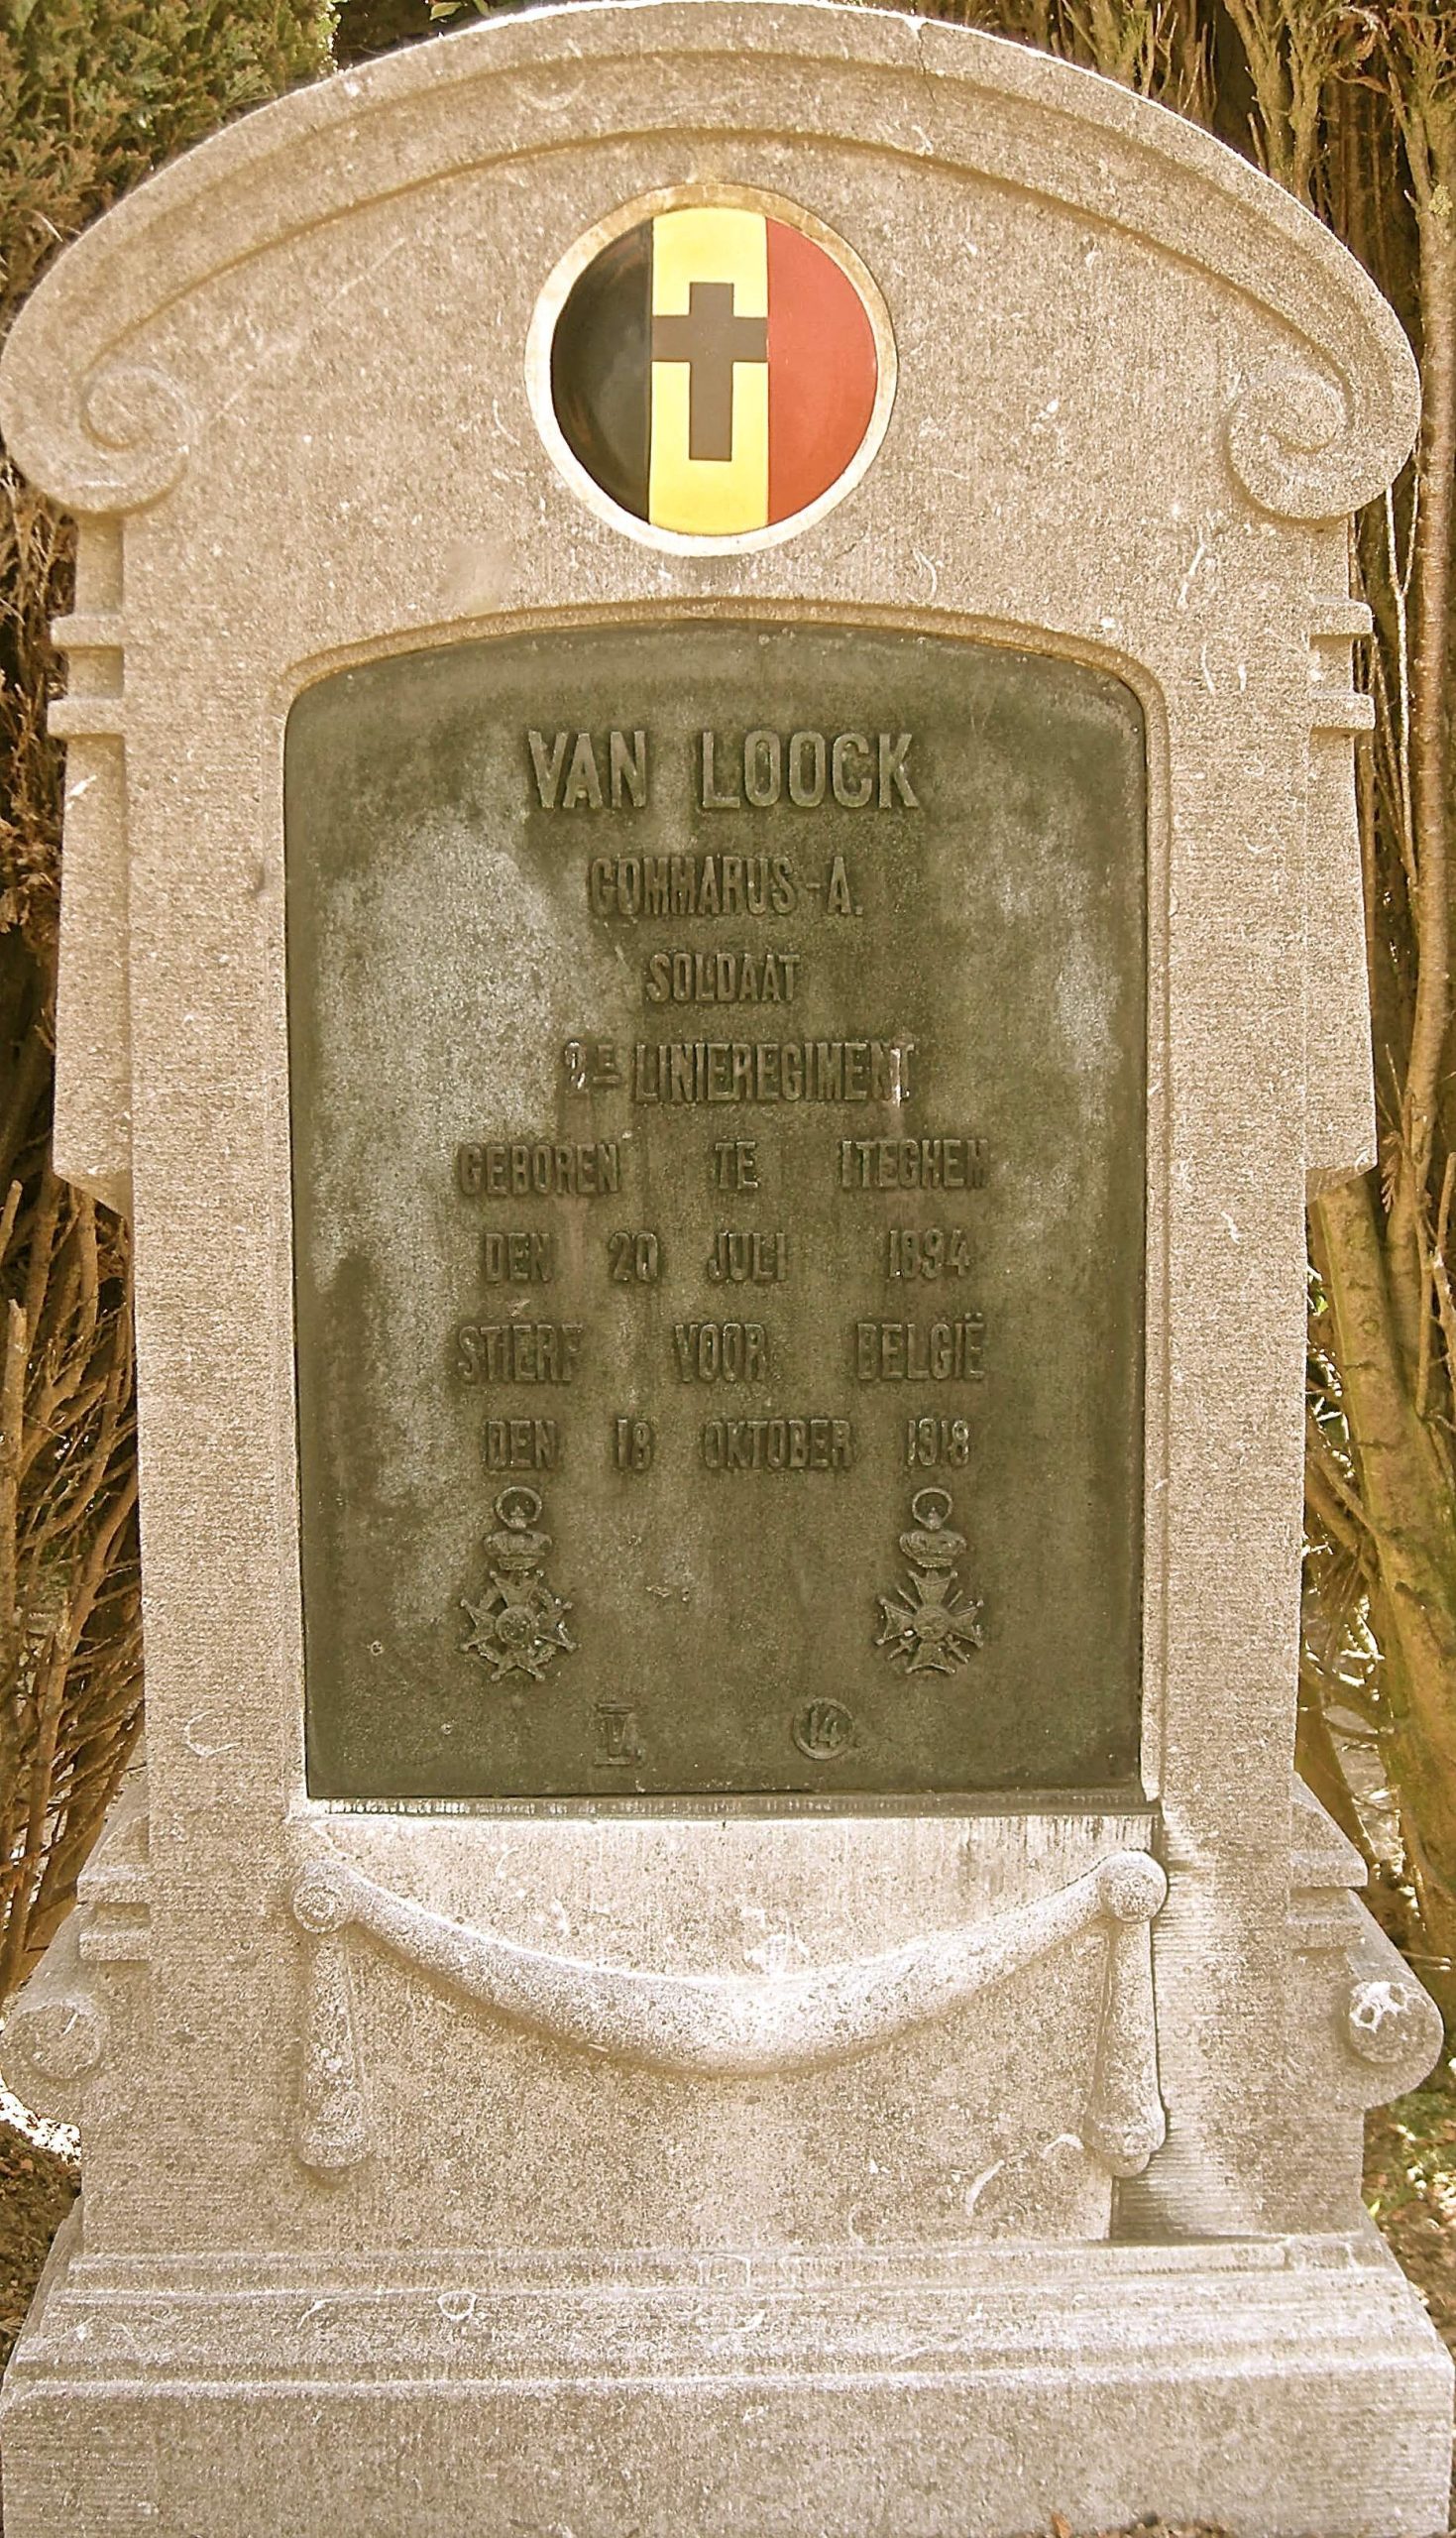 VAN LOOCK
GOMMARUS-A.
SOLDAAT
2E LINIEREGIMENT
GEBOREN TE ITEGHEM
DEN 20 JULI 1894
STIERF VOOR BELGIË
DEN 18 OKTOBER 1918
14